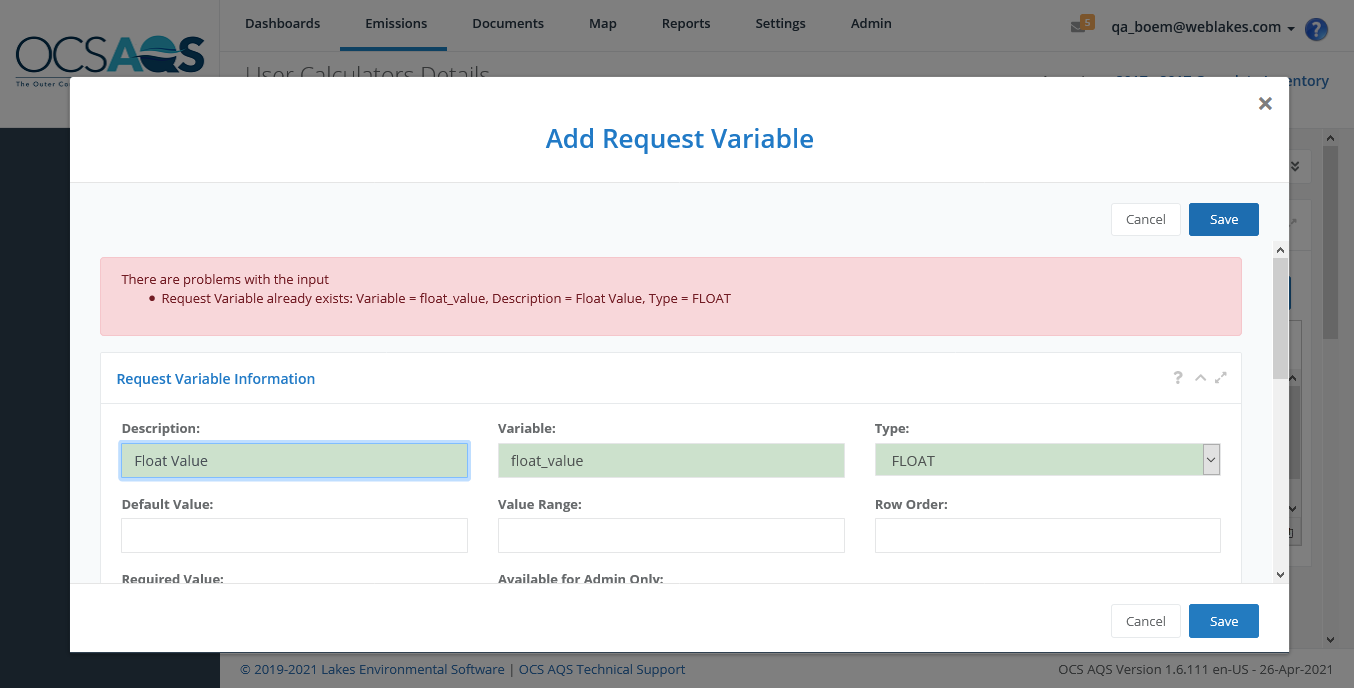 Dashboards Emissions Documents Map Reports Settings Admin
5 qa_boem@weblakes.com ?
OCSAQS
The Outer Co
User Calculators Details
entory
×
Add Request Variable
Cancel Save
There are problems with the input
• Request Variable already exists: Variable = float_value, Description = Float Value, Type = FLOAT
Request Variable Information ?
Description: Variable: Type:
Float Value float_value FLOAT
Default Value: Value Range: Row Order:
Required Value: Available for Admin Only:
Cancel Save
© 2019-2021 Lakes Environmental Software | OCS AQS Technical Support OCS AQS Version 1.6.111 en-US - 26-Apr-2021